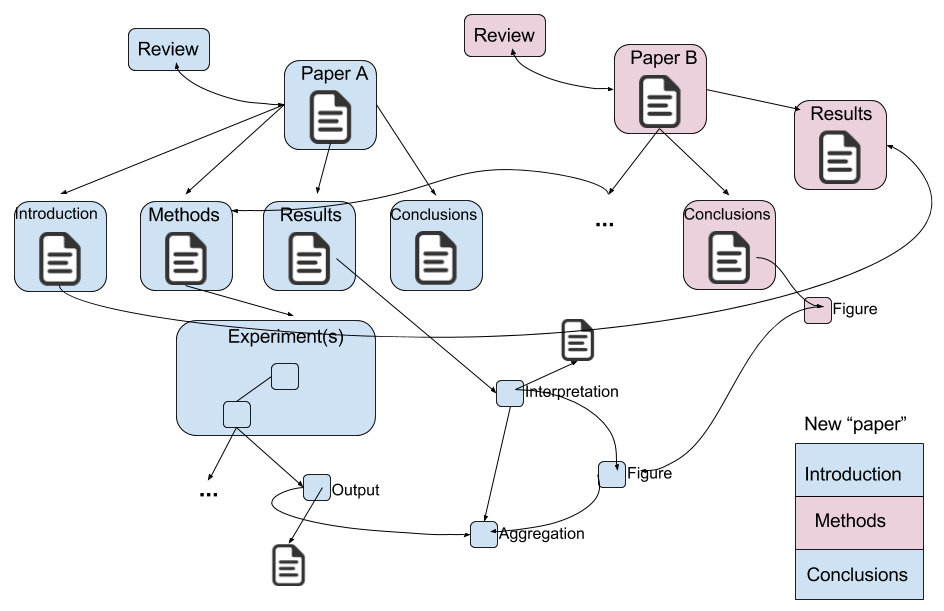 Review
Review
Paper A
Paper B
Results
Introduction
Methods
Results
Conclusions
...
Conclusions
Figure
Experiment(s)
Interpretation
New “paper”
Introduction
Figure
...
Output
Methods
Aggregation
Conclusions